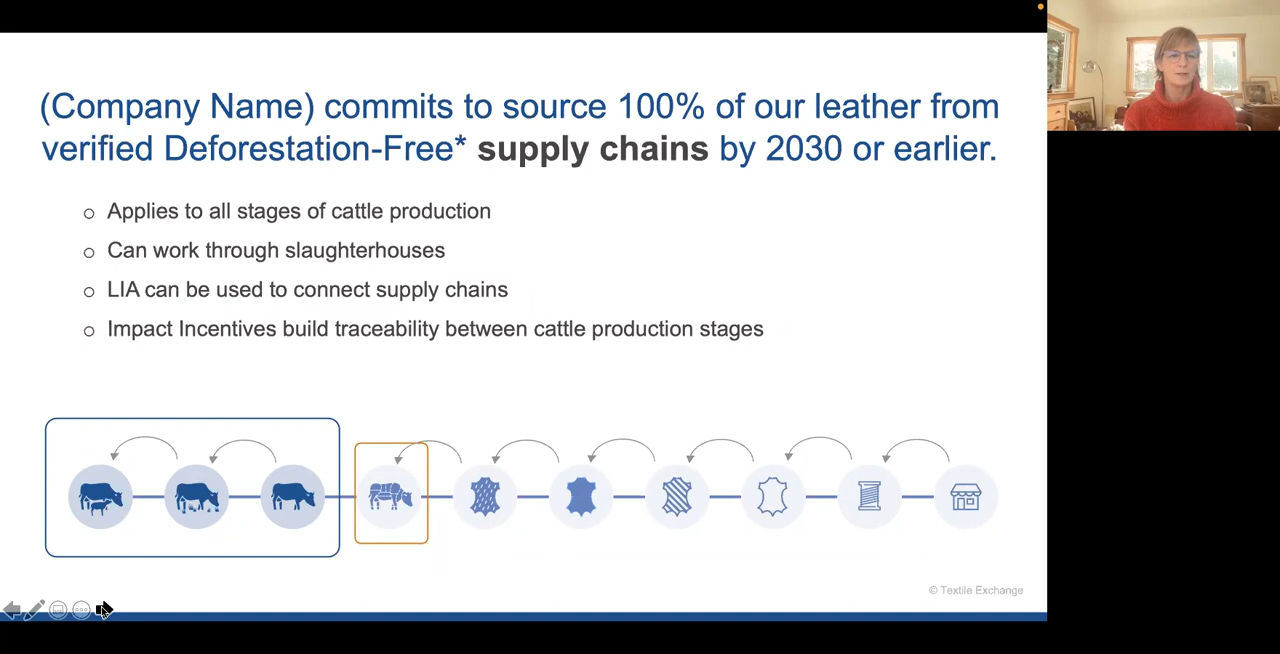 (Company Name) commits to source 100% of our leather from
verified Deforestation-Free* supply chains by 2030 or earlier.
o Applies to all stages of cattle production
o Can work through slaughterhouses
o LIA can be used to connect supply chains
o Impact Incentives build traceability between cattle production stages
© Textile Exchange